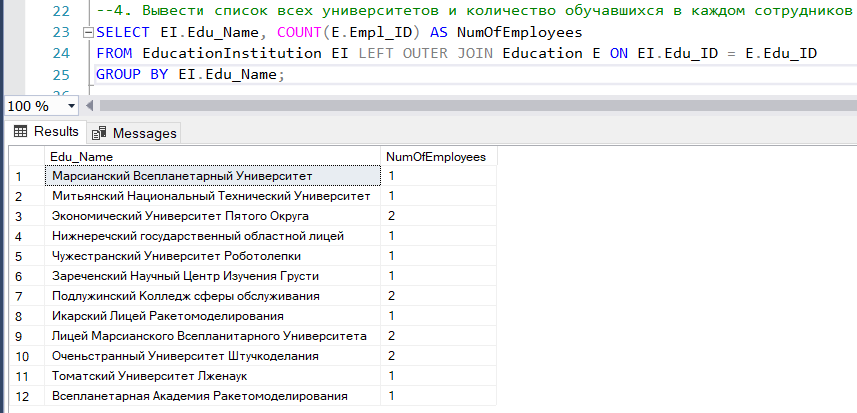 22 --4. Вывести список всех университетов и количество обучавшихся в каждом сотрудников
23 SELECT EI.Edu_Name, COUNT(E.Empl_ID) AS NumOfEmployees
24 FROM EducationInstitution EI LEFT OUTER JOIN Education E ON EI.Edu_ID = E.Edu_ID
25 GROUP BY EI.Edu_Name;
100 %
Results Messages
Edu_Name NumOfEmployees
1 Марсианский Всепланетарный Университет 1
2 Митьянский Национальный Технический Университет 1
3 Экономический Университет Пятого Округа 2
4 Нижнеречский государственный областной лицей 1
5 Чужестранный Университет Роботолепки 1
6 Зареченский Научный Центр Изучения Грусти 1
7 Подлужинский Колледж сферы обслуживания 2
8 Икарский Лицей Ракетомоделирования 1
9 Лицей Марсианского Всепланитарного Университета 2
10 Оченьстранный Университет Штучкоделания 2
11 Томатский Университет Лженаук 1
12 Всепланетарная Академия Ракетомоделирования 1